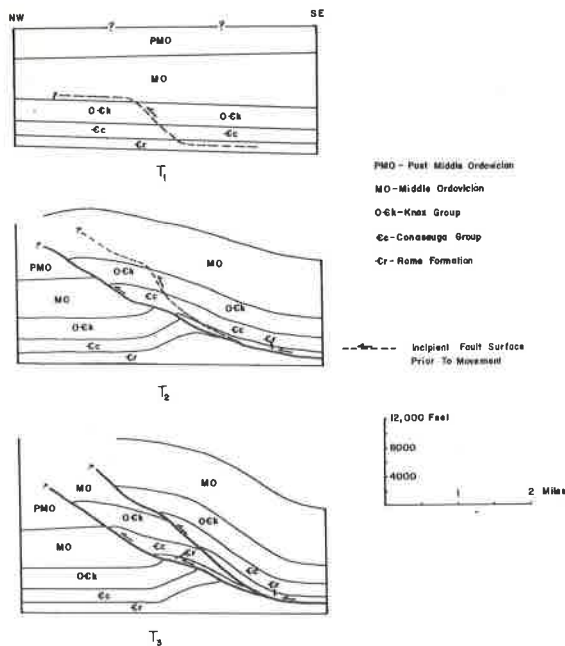 NW SE
?
?
?
PMO
MO
?
O-Ꞓk O-Ꞓk
Ꞓc Ꞓc
Ꞓr
T1
PMO - Post Middle Ordovician
MO - Middle Ordovician
O-Ꞓk - Knox Group
Ꞓc - Conasauga Group
Ꞓr - Rome Formation
Incipient Fault Surface
Prior To Movement
?
?
O-Ꞓk MO
PMO
Ꞓc
MO
O-Ꞓk
Ꞓc
Ꞓr
Ꞓc
Ꞓr
T2
12,000 Feet
8000
4000
1 2 Miles
?
?
MO
MO
PMO
O-Ꞓk
O-Ꞓk
MO
Ꞓc
Ꞓr
O-Ꞓk
Ꞓc
Ꞓc
Ꞓr
Ꞓr
T3